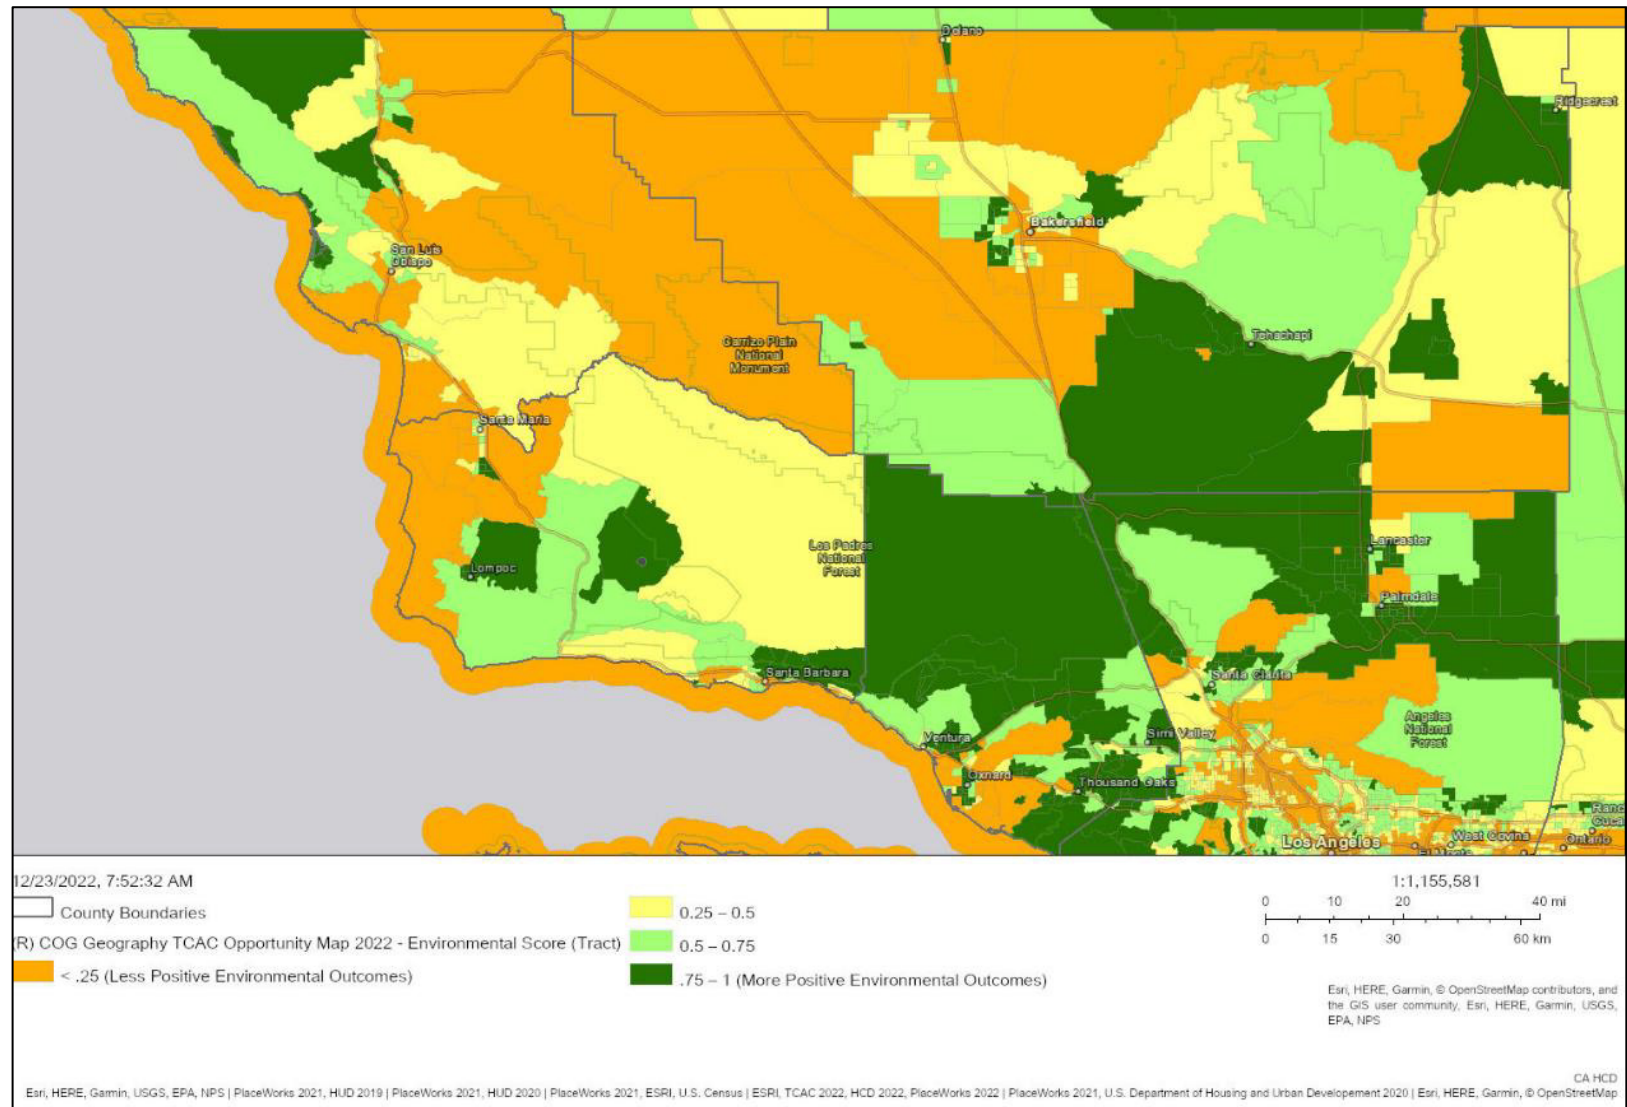 Delano
Ridgecrest
Bakersfield
San Luis
Obispo
Tehachapi
Carrizo Plain
National
Monument
Santa Maria
Los Padres
National
Forest
Lancaster
Lompoc
Palmdale
Santa Barbara
Santa Clarita
Angeles
National
Forest
Ventura
Simi Valley
Oxnard
Thousand Oaks
Ranc
Cuca
West Covina
Los Angeles
Ontario
El Monte
12/23/2022, 7:52:32 AM
1:1,155,581
County Boundaries
0.25 – 0.5
0 10 20 40 mi
(R) COG Geography TCAC Opportunity Map 2022 - Environmental Score (Tract)
0.5 – 0.75
0 15 30 60 km
< .25 (Less Positive Environmental Outcomes)
.75 – 1 (More Positive Environmental Outcomes)
Esri, HERE, Garmin, © OpenStreetMap contributors, and
the GIS user community, Esri, HERE, Garmin, USGS,
EPA, NPS
CA HCD
Esri, HERE, Garmin, USGS, EPA, NPS | PlaceWorks 2021, HUD 2019 | PlaceWorks 2021, HUD 2020 | PlaceWorks 2021, ESRI, U.S. Census | ESRI, TCAC 2022, HCD 2022, PlaceWorks 2022 | PlaceWorks 2021, U.S. Department of Housing and Urban Developement 2020 | Esri, HERE, Garmin, © OpenStreetMap